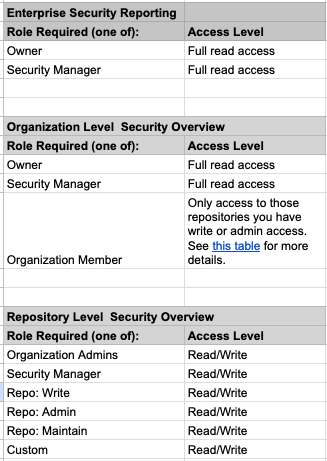 Enterprise Security Reporting
Role Required (one of): Access Level
Owner Full read access
Security Manager Full read access
Organization Level  Security Overview
Role Required (one of): Access Level
Owner Full read access
Security Manager Full read access
Only access to those
repositories you have
write or admin access.
See this table for more
Organization Member details.
Repository Level  Security Overview
Role Required (one of): Access Level
Organization Admins Read/Write
Security Manager Read/Write
Repo: Write Read/Write
Repo: Admin Read/Write
Repo: Maintain Read/Write
Custom Read/Write